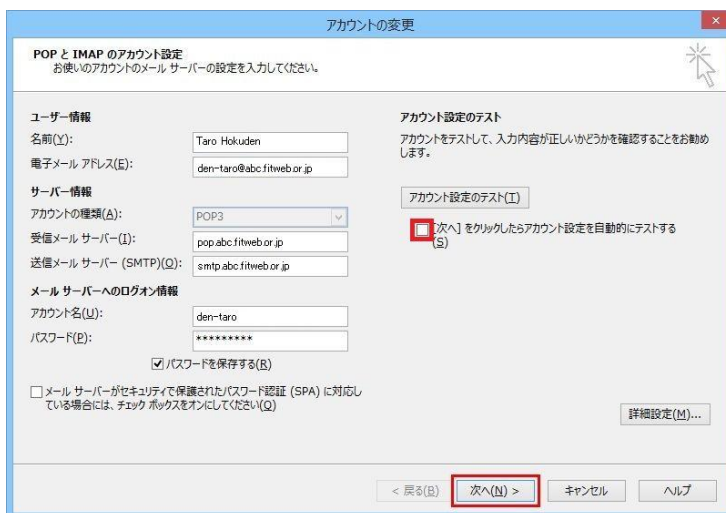 アカウントの変更
×
POP と IMAP のアカウント設定
お使いのアカウントのメール サーバーの設定を入力してください。
ユーザー情報
名前(Y):
Taro Hokuden
電子メール アドレス(E):
den-taro@abc.fitweb.or.jp
サーバー情報
アカウントの種類(A):
POP3
受信メール サーバー(I):
pop.abc.fitweb.or.jp
送信メール サーバー (SMTP)(O):
smtp.abc.fitweb.or.jp
メール サーバーへのログオン情報
アカウント名(U):
den-taro
パスワード(P):
*********
パスワードを保存する(R)
メール サーバーがセキュリティで保護されたパスワード認証 (SPA) に対応し
ている場合には、チェック ボックスをオンにしてください(Q)
アカウント設定のテスト
アカウントをテストして、入力内容が正しいかどうかを確認することをお勧め
します。
アカウント設定のテスト(T)
[次へ] をクリックしたらアカウント設定を自動的にテストする
(S)
詳細設定(M)...
< 戻る(B)
次へ(N) >
キャンセル
ヘルプ